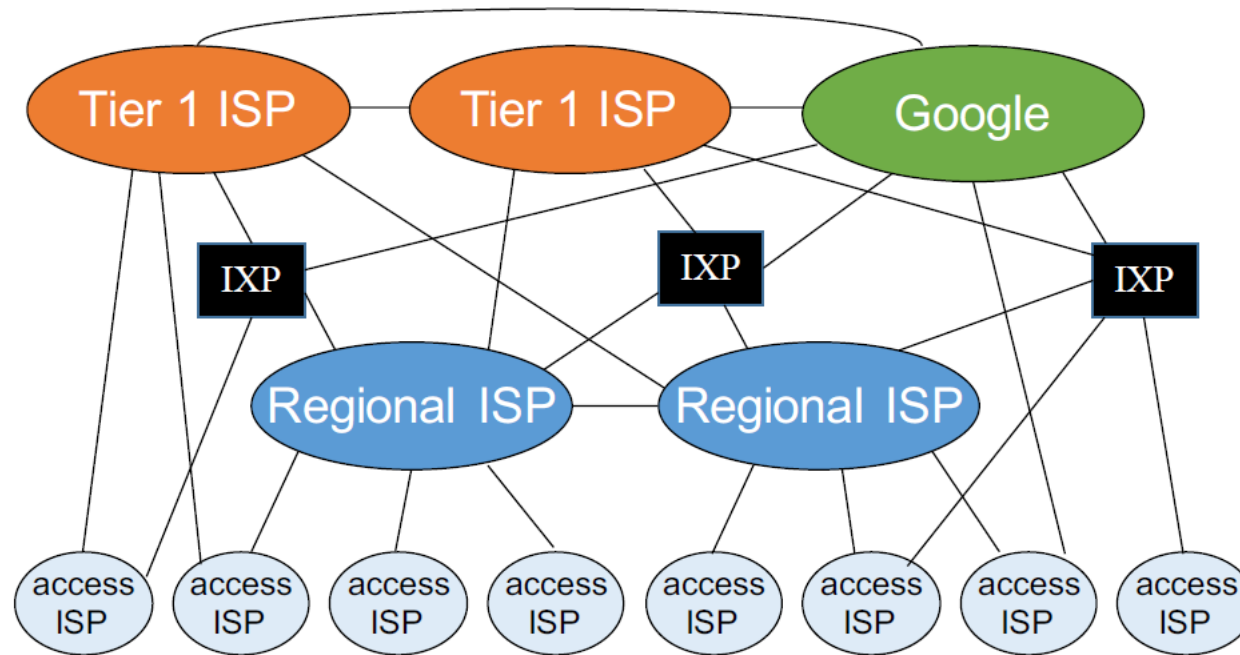 Tier 1 ISP
Tier 1 ISP
Google
IXP
IXP
IXP
Regional ISP
Regional ISP
access
ISP
access
ISP
access
ISP
access
ISP
access
ISP
access
ISP
access
ISP
access
ISP